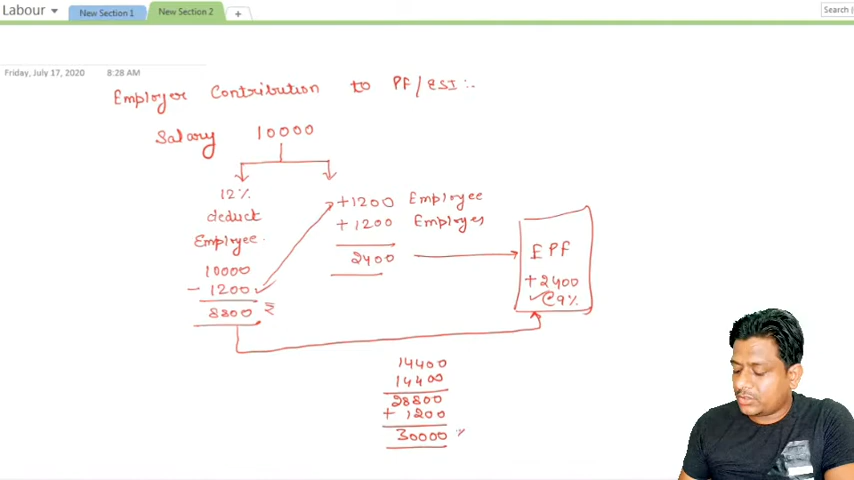 Labour
New Section 1
New Section 2
+
Search (
Friday, July 17, 2020
8:28 AM
Employer Contribution to PF/ESI:.
Salary 10000
12%
deduct
Employee.
10000
- 1200
8800 ₹
+1200 Employee
+1200 Employes
2400
EPF
+2400
@9%
14400
14400
28800
+ 1200
30000